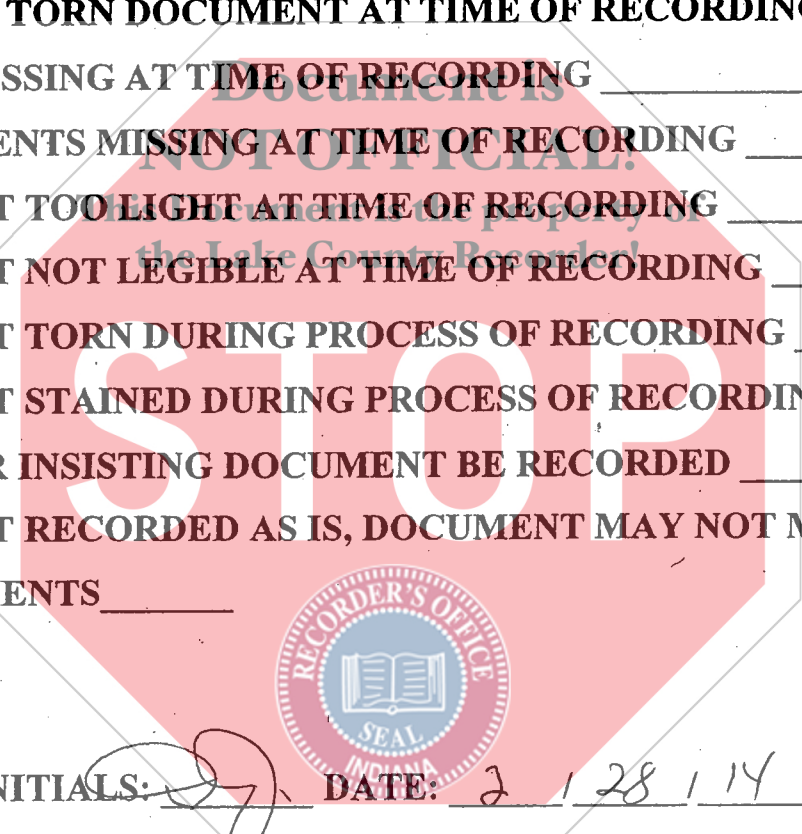 TORN DOCUMENT AT TIME OF RECORDING
SSING AT TIME OF RECORDING
Document is
ENTS MISSING AT TIME OF RECORDING
NOT OFFICIAL!
T TOO LIGHT AT TIME OF RECORDING
This Document is the property of
T NOT LEGIBLE AT TIME OF RECORDING
the Lake County Recorder!
T TORN DURING PROCESS OF RECORDING
T STAINED DURING PROCESS OF RECORDIN
R INSISTING DOCUMENT BE RECORDED
T RECORDED AS IS, DOCUMENT MAY NOT M
ENTS
STOP
RECORDER'S OFFICE
SEAL
INDIANA
NITIALS: DATE: 2 / 28 / 14